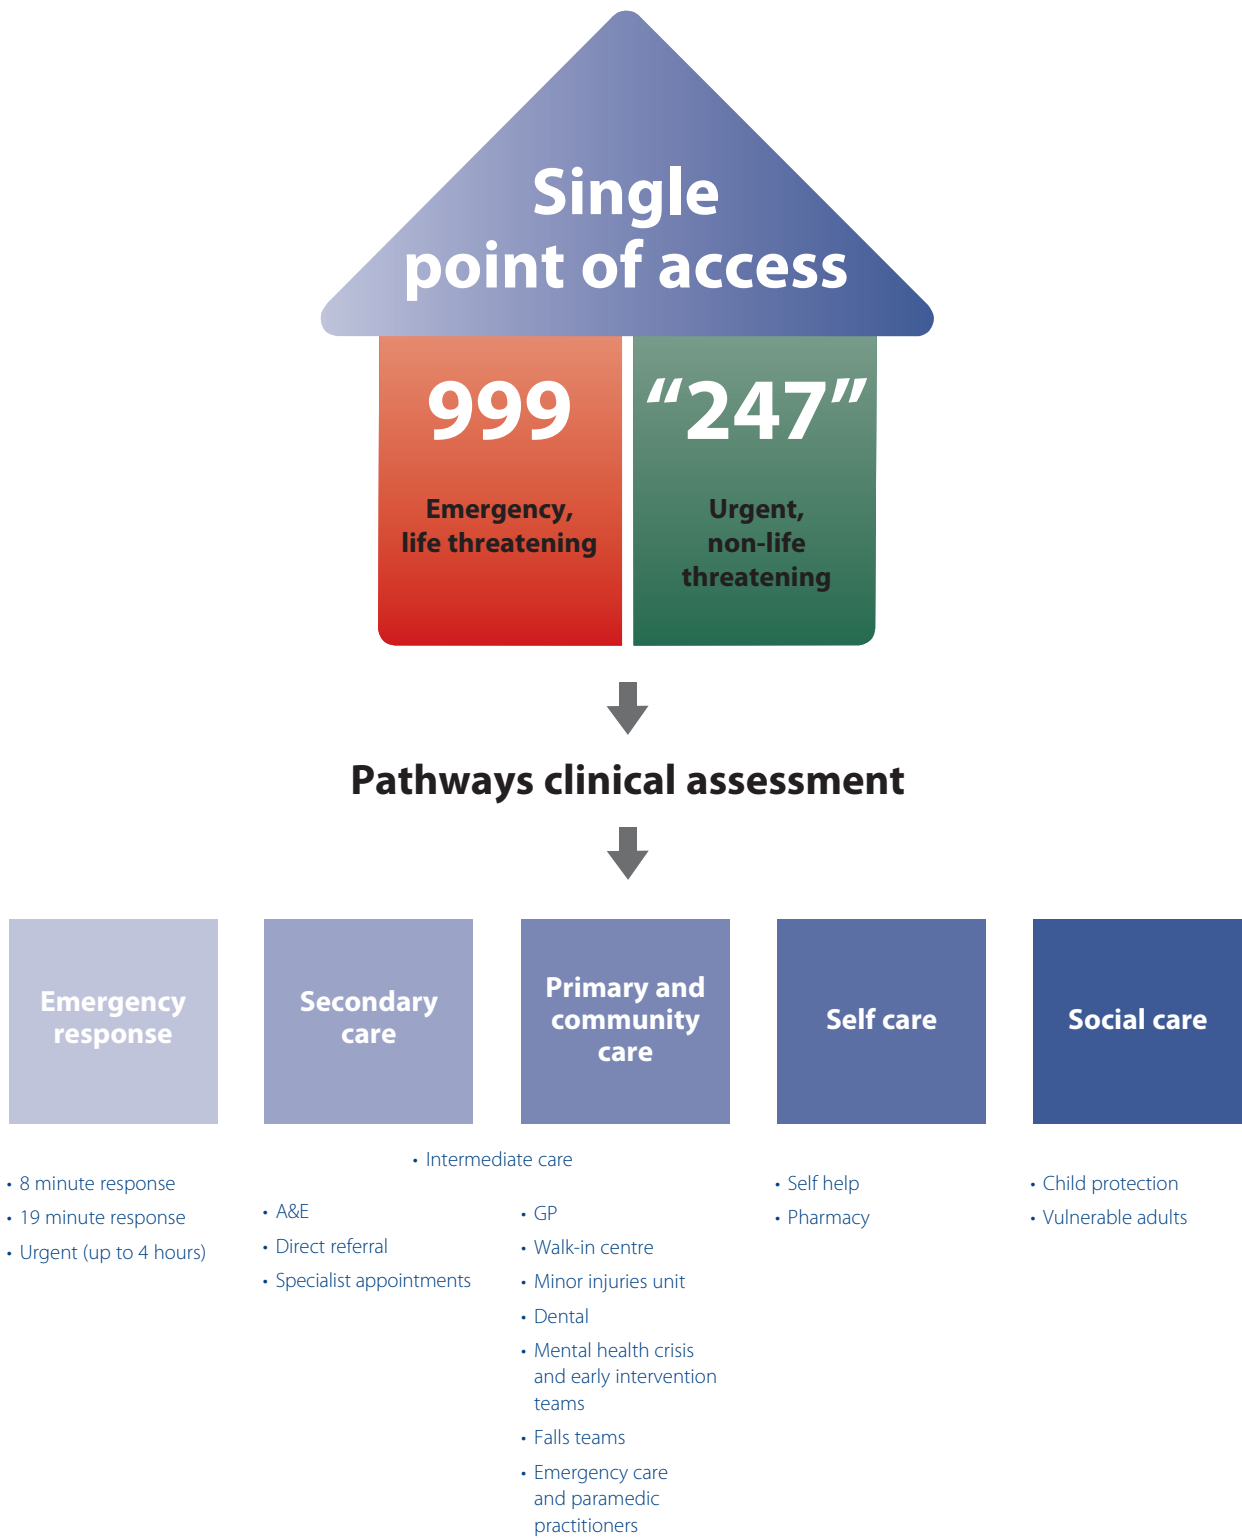 Single
point of access
999
“247”
Emergency,
life threatening
Urgent,
non-life
threatening
Pathways clinical assessment
Emergency
response
Secondary
care
Primary and
community
care
Self care
Social care
• 8 minute response
• 19 minute response
• Urgent (up to 4 hours)
• Intermediate care
• A&E
• Direct referral
• Specialist appointments
• GP
• Walk-in centre
• Minor injuries unit
• Dental
• Mental health crisis
and early intervention
teams
• Falls teams
• Emergency care
and paramedic
practitioners
• Self help
• Pharmacy
• Child protection
• Vulnerable adults